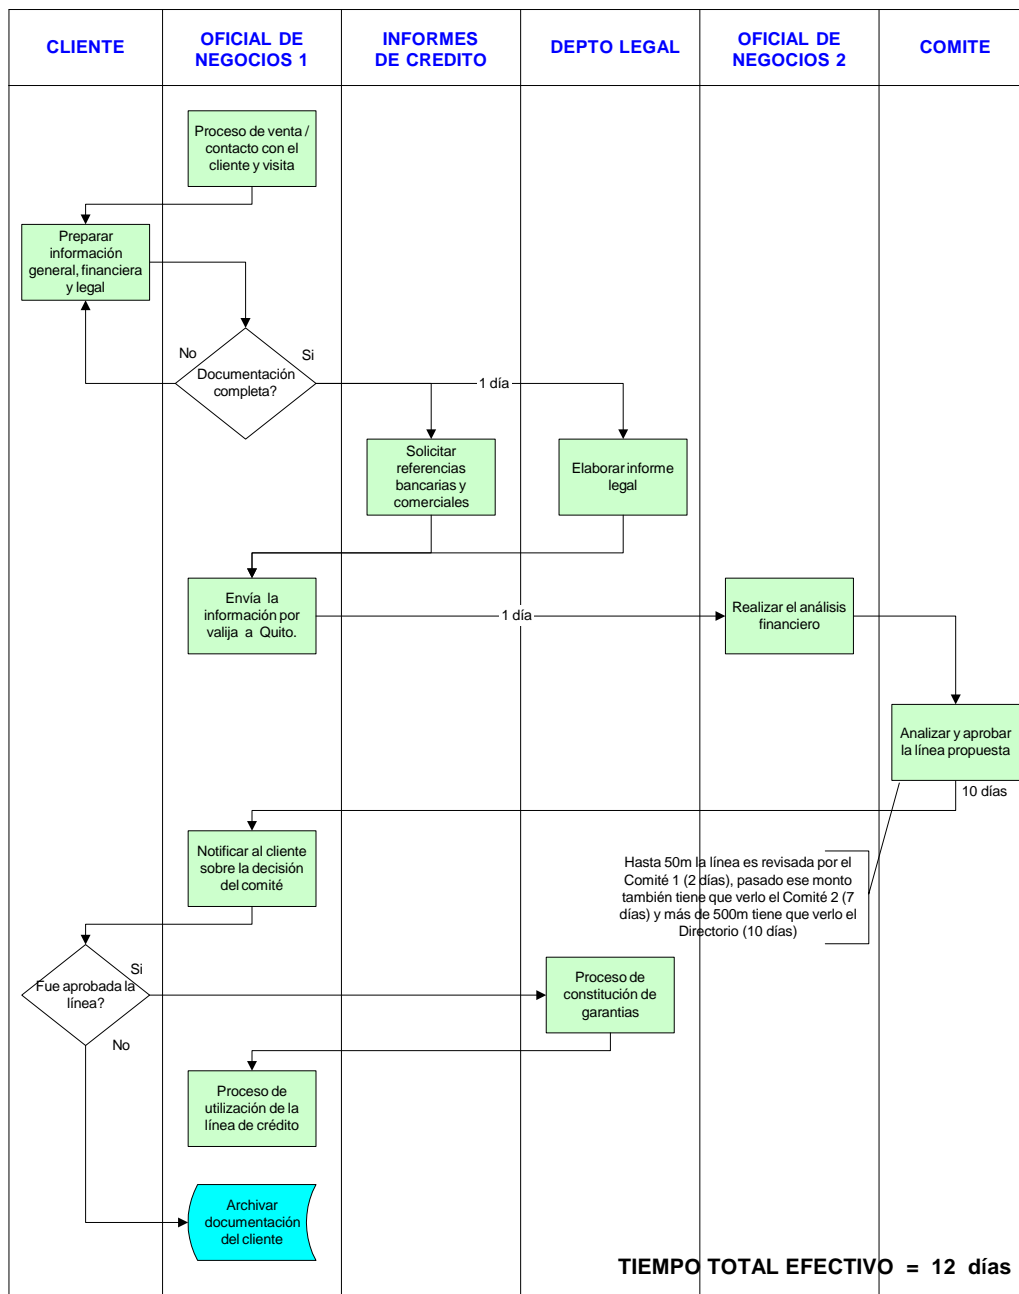 CLIENTE
OFICIAL DE
NEGOCIOS 1
INFORMES
DE CREDITO
DEPTO LEGAL
OFICIAL DE
NEGOCIOS 2
COMITE
Proceso de venta /
contacto con el
cliente y visita
Preparar
información
general, financiera
y legal
No
Si
Documentación
completa?
1 día
Solicitar
referencias
bancarias y
comerciales
Elaborar informe
legal
Envía la
información por
valija a Quito.
1 día
Realizar el análisis
financiero
Analizar y aprobar
la línea propuesta
10 días
Notificar al cliente
sobre la decisión
del comité
Hasta 50m la línea es revisada por el
Comité 1 (2 días), pasado ese monto
también tiene que verlo el Comité 2 (7
días) y más de 500m tiene que verlo el
Directorio (10 días)
Si
Fue aprobada la
línea?
No
Proceso de
constitución de
garantias
Proceso de
utilización de la
línea de crédito
Archivar
documentación
del cliente
TIEMPO TOTAL EFECTIVO = 12 días